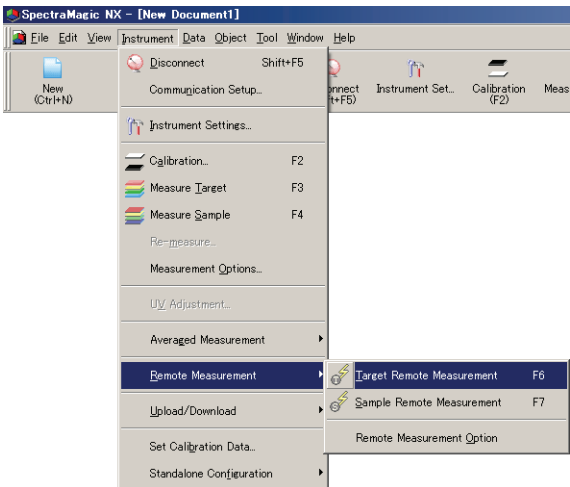 SpectraMagic NX - [New Document1]
File Edit View Instrument Data Object Tool Window Help
New
(Ctrl+N)
Disconnect Shift+F5
Communication Setup...
Instrument Settings...
Calibration... F2
Measure Target F3
Measure Sample F4
Re-measure...
Measurement Options...
UV Adjustment...
Averaged Measurement
Remote Measurement
Upload/Download
Set Calibration Data...
Standalone Configuration
nnect
t+F5)
Instrument Set...
Calibration
(F2)
Meas
Target Remote Measurement F6
Sample Remote Measurement F7
Remote Measurement Option